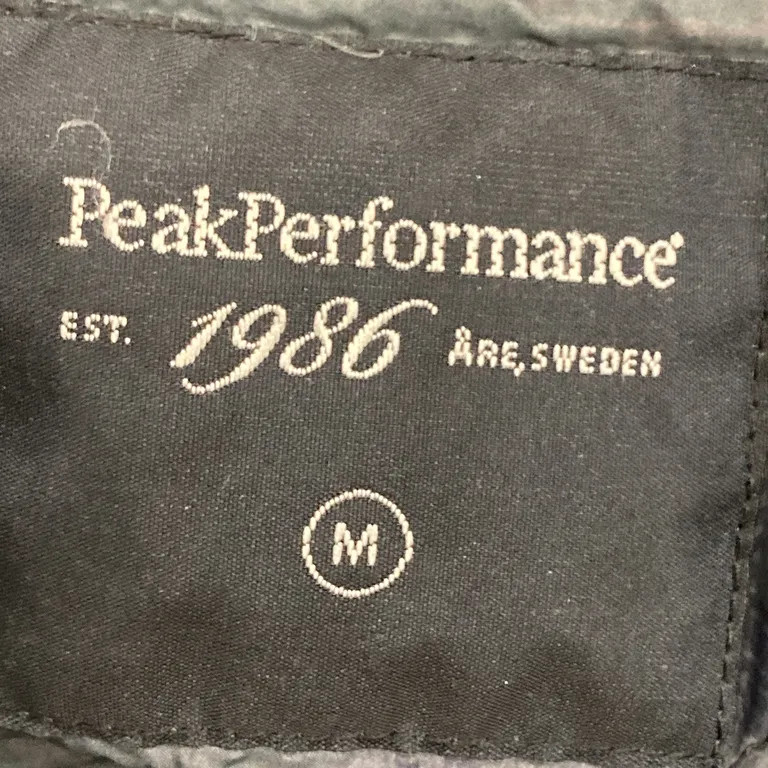 PeakPerformance
EST. 1986 ÅRE, SWEDEN
M